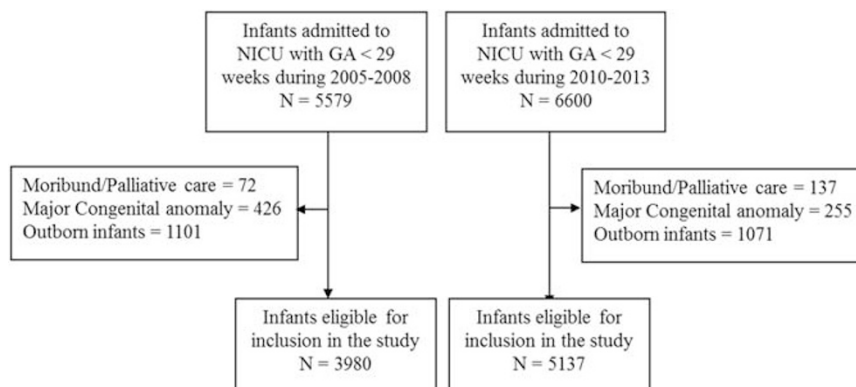 Infants admitted to
NICU with GA < 29
weeks during 2005-2008
N = 5579
Infants admitted to
NICU with GA < 29
weeks during 2010-2013
N = 6600
Moribund/Palliative care = 72
Major Congenital anomaly = 426
Outborn infants = 1101
Moribund/Palliative care = 137
Major Congenital anomaly = 255
Outborn infants = 1071
Infants eligible for
inclusion in the study
N = 3980
Infants eligible for
inclusion in the study
N = 5137